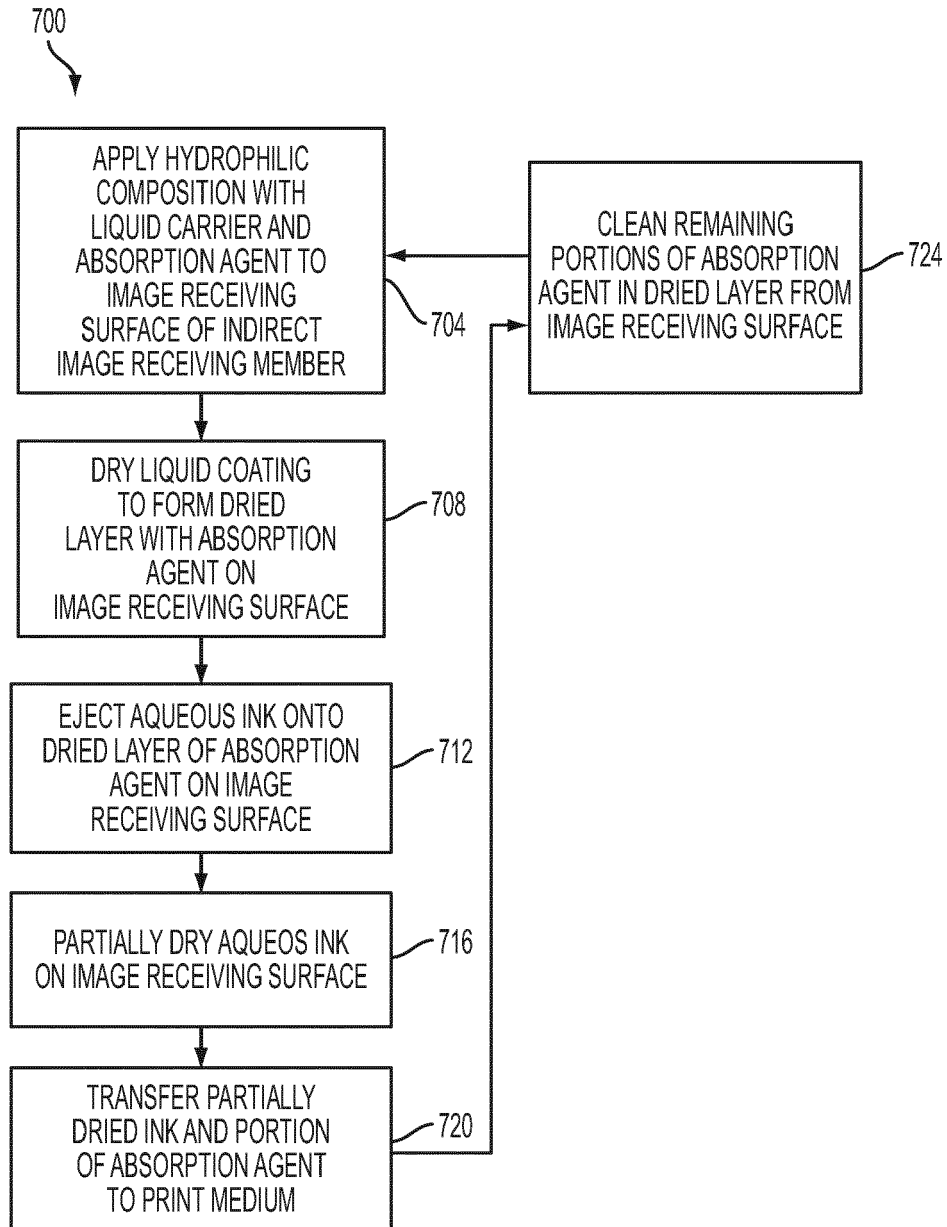 700
APPLY HYDROPHILIC
COMPOSITION WITH
LIQUID CARRIER AND
ABSORPTION AGENT TO
IMAGE RECEIVING
SURFACE OF INDIRECT
IMAGE RECEIVING MEMBER
704
CLEAN REMAINING
PORTIONS OF ABSORPTION
AGENT IN DRIED LAYER FROM
IMAGE RECEIVING SURFACE
724
DRY LIQUID COATING
TO FORM DRIED
LAYER WITH ABSORPTION
AGENT ON
IMAGE RECEIVING SURFACE
708
EJECT AQUEOUS INK ONTO
DRIED LAYER OF ABSORPTION
AGENT ON IMAGE
RECEIVING SURFACE
712
PARTIALLY DRY AQUEOS INK
ON IMAGE RECEIVING SURFACE
716
TRANSFER PARTIALLY
DRIED INK AND PORTION
OF ABSORPTION AGENT
TO PRINT MEDIUM
720